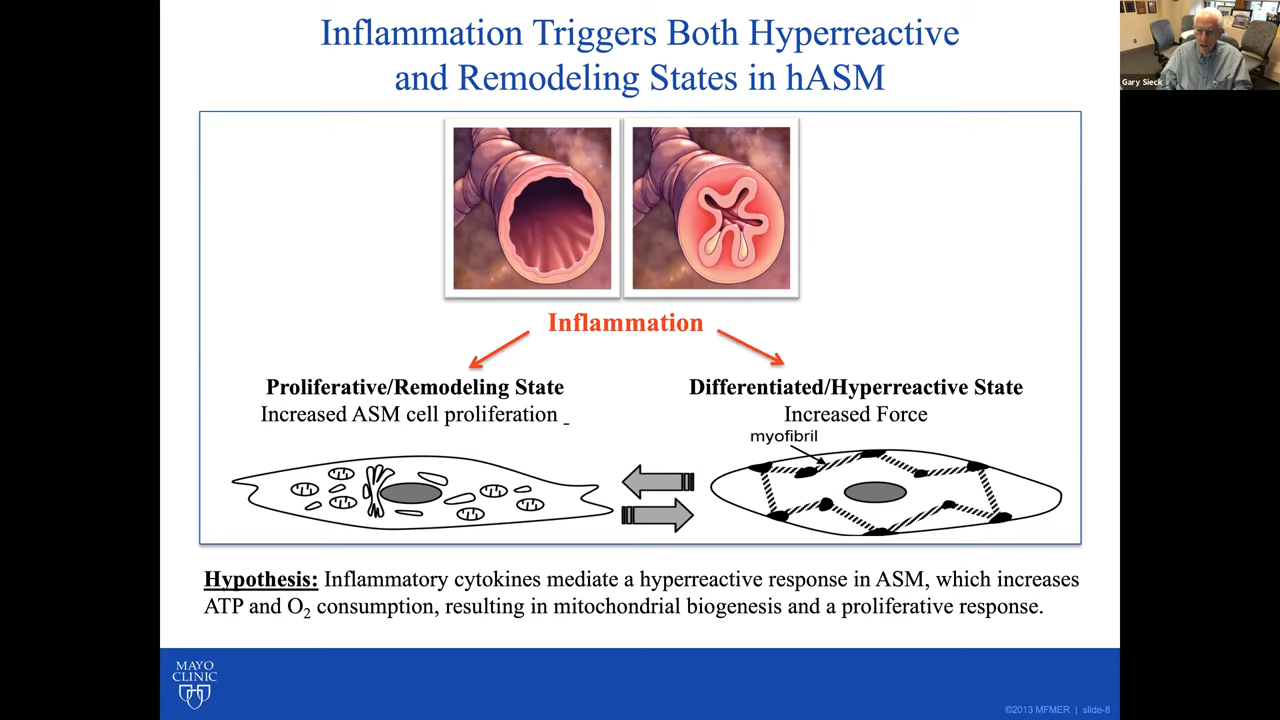 Inflammation Triggers Both Hyperreactive
and Remodeling States in hASM
Gary Sieck
Inflammation
Proliferative/Remodeling State
Increased ASM cell proliferation _
Differentiated/Hyperreactive State
Increased Force
myofibril
Hypothesis: Inflammatory cytokines mediate a hyperreactive response in ASM, which increases
ATP and O₂ consumption, resulting in mitochondrial biogenesis and a proliferative response.
MAYO
CLINIC
©2013 MFMER | slide-8